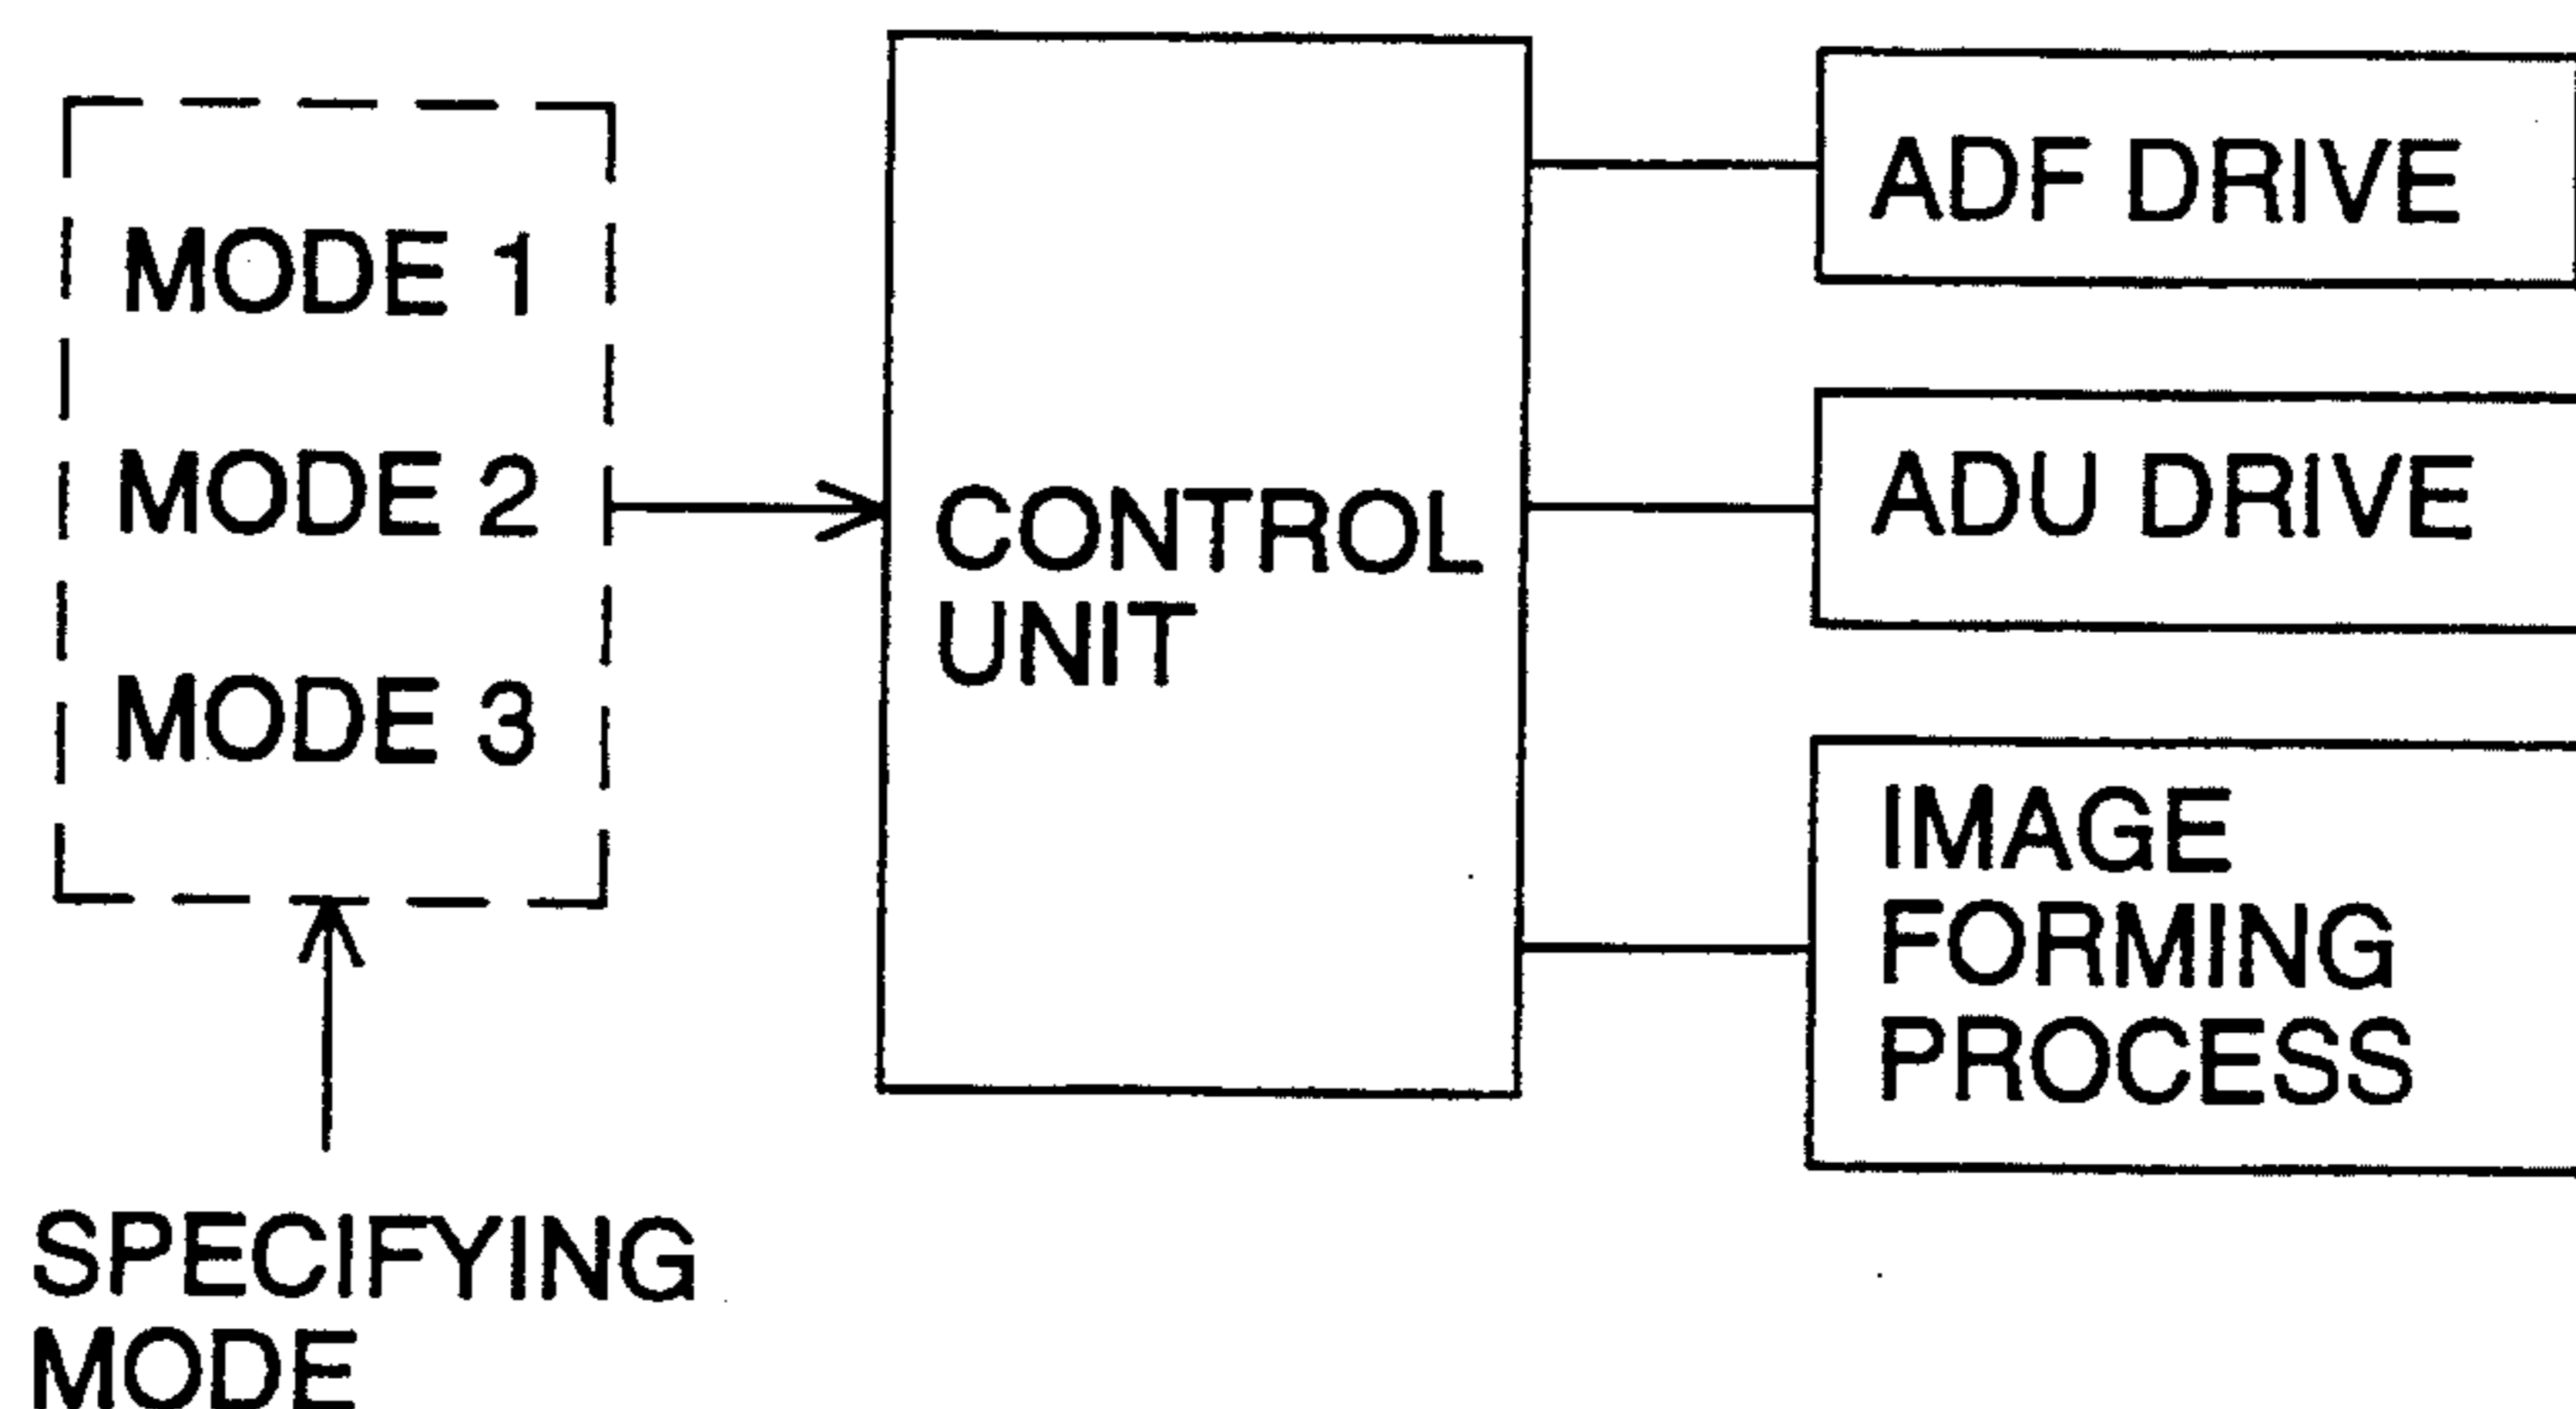 MODE 1
MODE 2
MODE 3
SPECIFYING
MODE
CONTROL
UNIT
ADF DRIVE
ADU DRIVE
IMAGE
FORMING
PROCESS